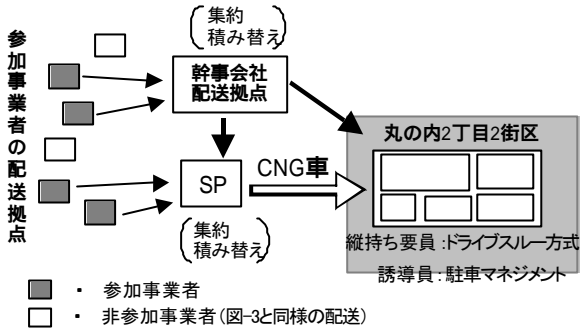 参加事業者の配送拠点
集約
積み替え
幹事会社
配送拠点
丸の内2丁目2街区
SP
CNG車
集約
積み替え
縦持ち要員:ドライブスルー方式
誘導員:駐車マネジメント
・ 参加事業者
・ 非参加事業者(図-3と同様の配送)